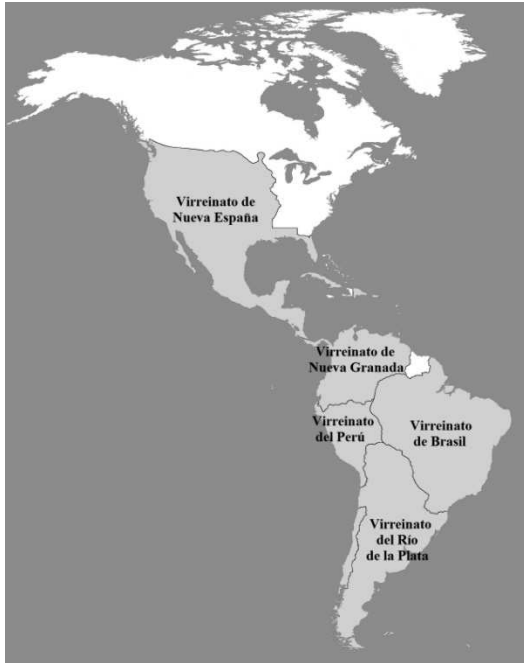 Virreinato de
Nueva España
Virreinato de
Nueva Granada
Virreinato
del Perú
Virreinato
de Brasil
Virreinato
del Río
de la Plata